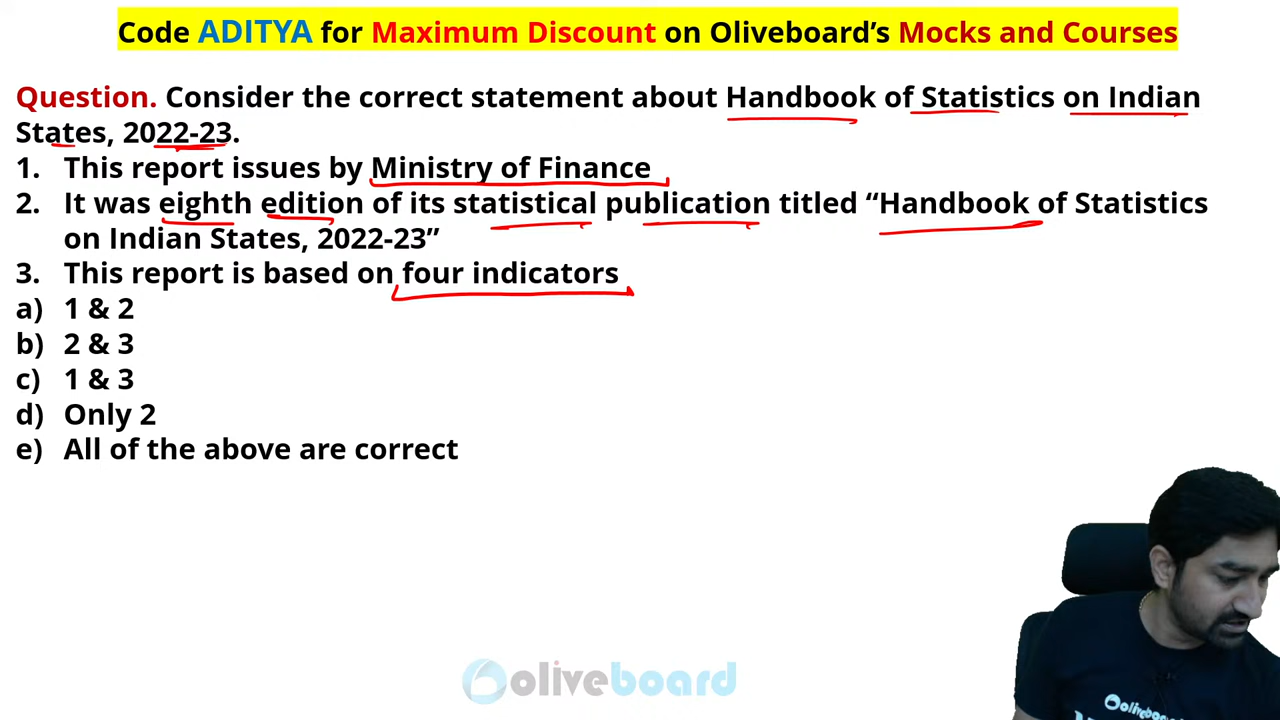 Code ADITYA for Maximum Discount on Oliveboard’s Mocks and Courses
Question. Consider the correct statement about Handbook of Statistics on Indian
States, 2022-23.
1. This report issues by Ministry of Finance
2. It was eighth edition of its statistical publication titled “Handbook of Statistics
on Indian States, 2022-23”
3. This report is based on four indicators
a) 1 & 2
b) 2 & 3
c) 1 & 3
d) Only 2
e) All of the above are correct
oliveboard